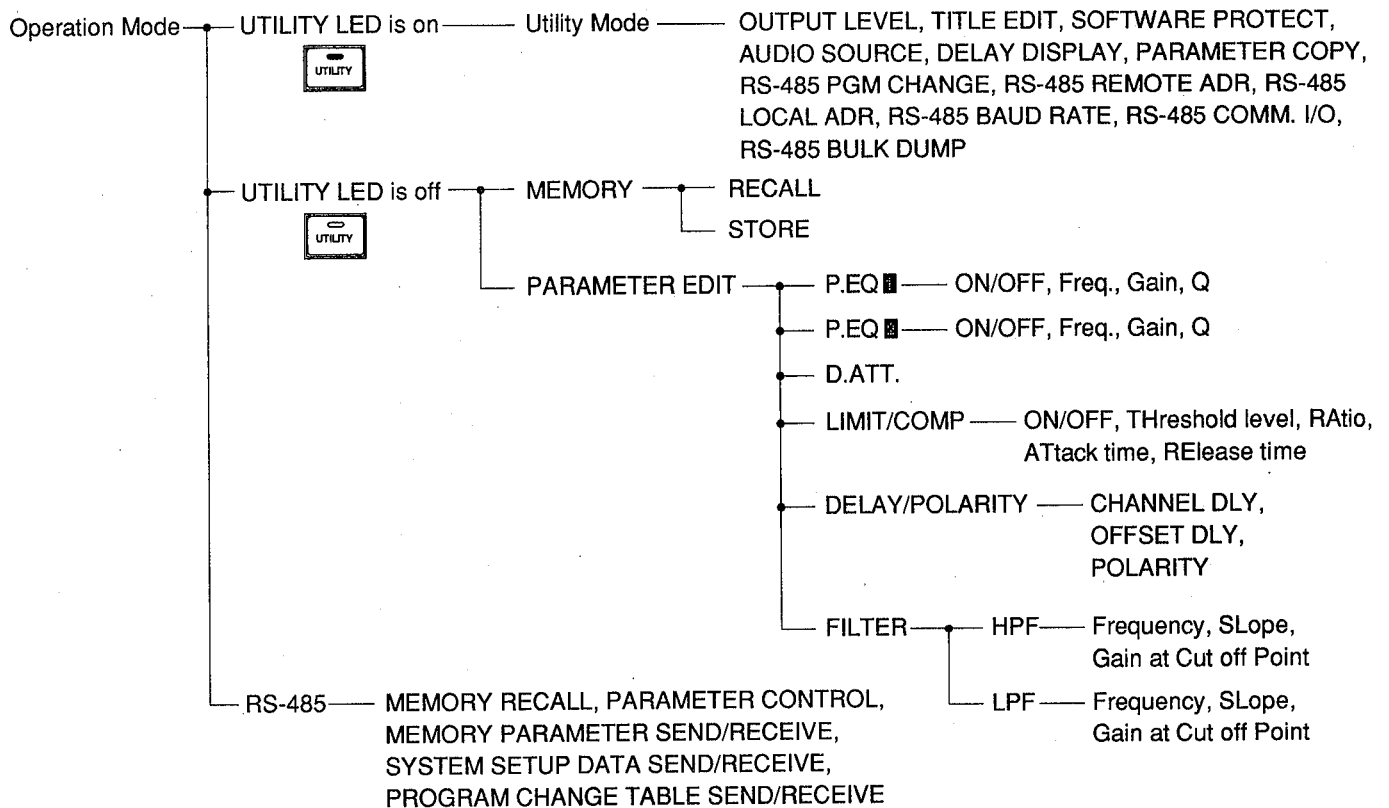 Operation Mode UTILITY LED is on Utility Mode OUTPUT LEVEL, TITLE EDIT, SOFTWARE PROTECT,
AUDIO SOURCE, DELAY DISPLAY, PARAMETER COPY,
UTILITY
RS-485 PGM CHANGE, RS-485 REMOTE ADR, RS-485
LOCAL ADR, RS-485 BAUD RATE, RS-485 COMM. I/O,
RS-485 BULK DUMP
UTILITY LED is off MEMORY RECALL
UTILITY
STORE
PARAMETER EDIT P.EQ ON/OFF, Freq., Gain, Q
P.EQ ON/OFF, Freq., Gain, Q
D.ATT.
LIMIT/COMP ON/OFF, THreshold level, RAtio,
ATtack time, RElease time
DELAY/POLARITY CHANNEL DLY,
OFFSET DLY,
POLARITY
FILTER HPF Frequency, SLope,
Gain at Cut off Point
LPF Frequency, SLope,
Gain at Cut off Point
RS-485 MEMORY RECALL, PARAMETER CONTROL,
MEMORY PARAMETER SEND/RECEIVE,
SYSTEM SETUP DATA SEND/RECEIVE,
PROGRAM CHANGE TABLE SEND/RECEIVE